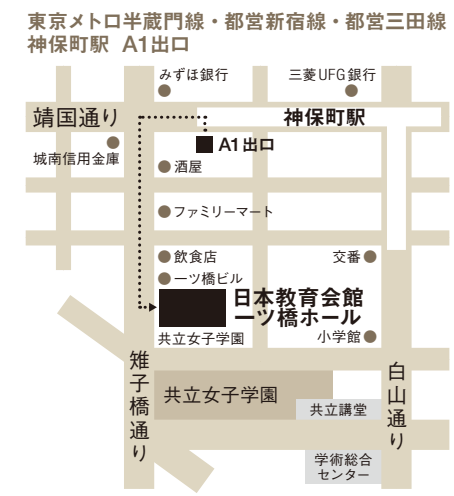 東京メトロ半蔵門線・都営新宿線・都営三田線
神保町駅 A1出口
みずほ銀行
三菱UFG銀行
靖国通り
神保町駅
A1出口
城南信用金庫
酒屋
ファミリーマート
飲食店
交番
一ツ橋ビル
日本教育会館
一ツ橋ホール
共立女子学園
小学館
雉子橋通り
白山通り
共立女子学園
共立講堂
学術総合
センター